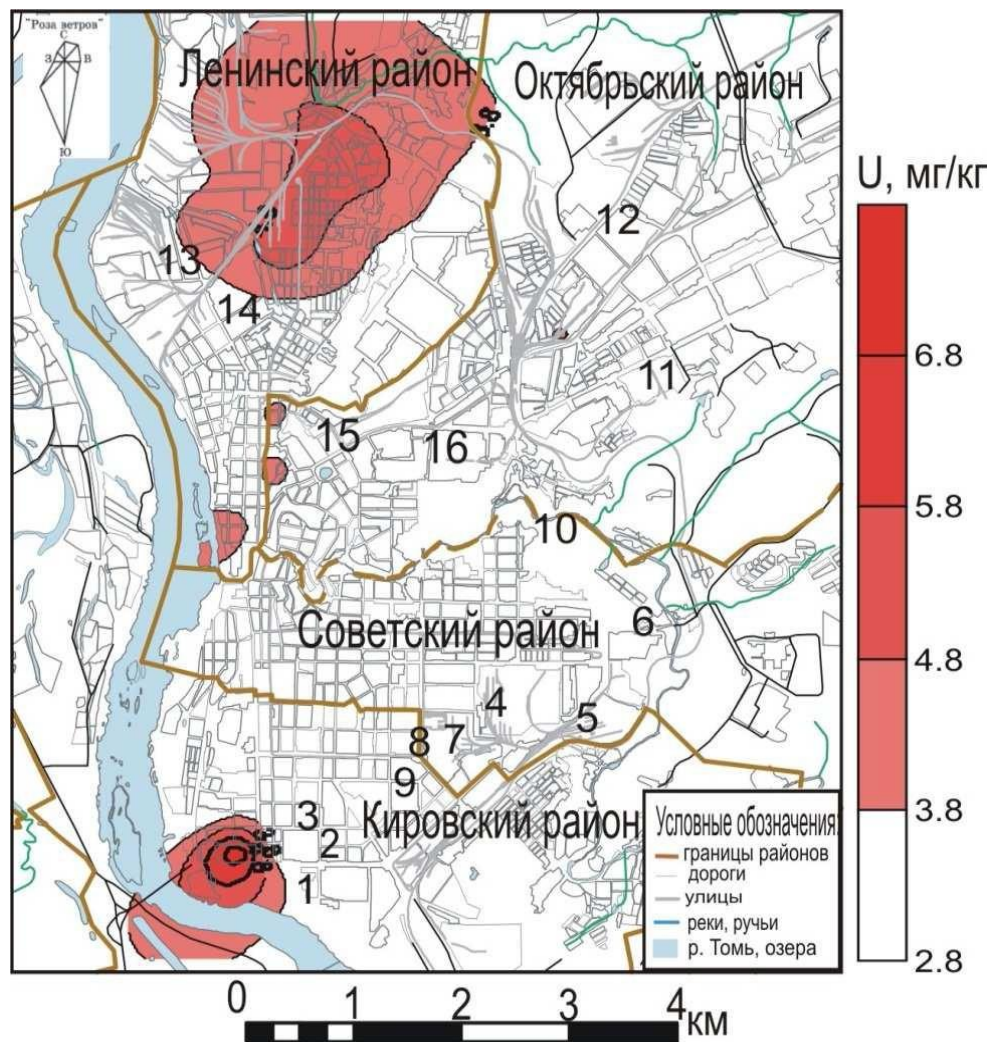 "Роза ветров"
С
З В
Ю
Ленинский район
Октябрьский район
U, мг/кг
12
13
14
6.8
11
15
16
5.8
10
6
Советский район
4.8
4
5
8
7
9
3.8
3
Кировский район
2
1
Условные обозначения:
границы районов
дороги
улицы
реки, ручьи
р. Томь, озера
2.8
0 1 2 3 4
км